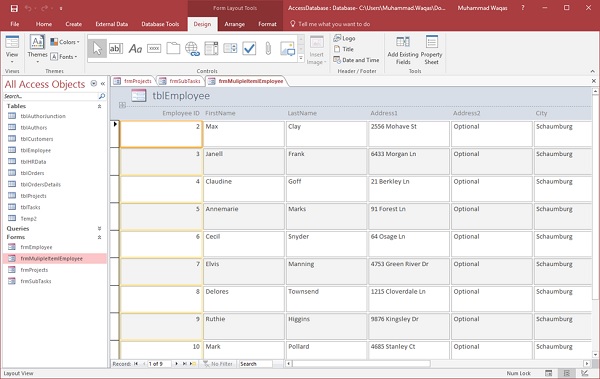 Form Layout Tools
AccessDatabase : Database- C:\Users\Muhammad.Waqas\Do...
Muhammad Waqas
File Home Create External Data Database Tools Design Arrange Format Tell me what you want to do
View
Themes
Colors
Fonts
ab|
Aa
Insert Image
Logo
Title
Date and Time
Add Existing Fields
Property Sheet
Views Themes Controls Header / Footer Tools
All Access Objects
Search...
Tables
tblAuthorJunction
tblAuthors
tblCustomers
tblEmployee
tblHRData
tblOrders
tblOrdersDetails
tblProjects
tblTasks
Temp2
Queries
Forms
frmEmployee
frmMulipleItemEmployee
frmProjects
frmSubTasks
frmProjects frmSubTasks frmMulipleItemEmployee
tblEmployee
Employee ID FirstName LastName Address1 Address2 City
2 Max Clay 2556 Mohave St Optional Schaumburg
3 Janell Frank 6433 Morgan Ln Optional Schaumburg
4 Claudine Goff 21 Berkley Ln Optional Schaumburg
5 Annemarie Marks 91 Forest Ln Optional Schaumburg
6 Cecil Snyder 64 Osage Ln Optional Schaumburg
7 Elvis Manning 4753 Green River Dr Optional Schaumburg
8 Delores Townsend 1215 Cloverdale Ln Optional Schaumburg
9 Ruthie Higgins 9876 Kingsley Dr Optional Schaumburg
10 Mark Pollard 4685 Stanley Ct Optional Schaumburg
Record: 1 of 9 No Filter Search
Layout View
Num Lock